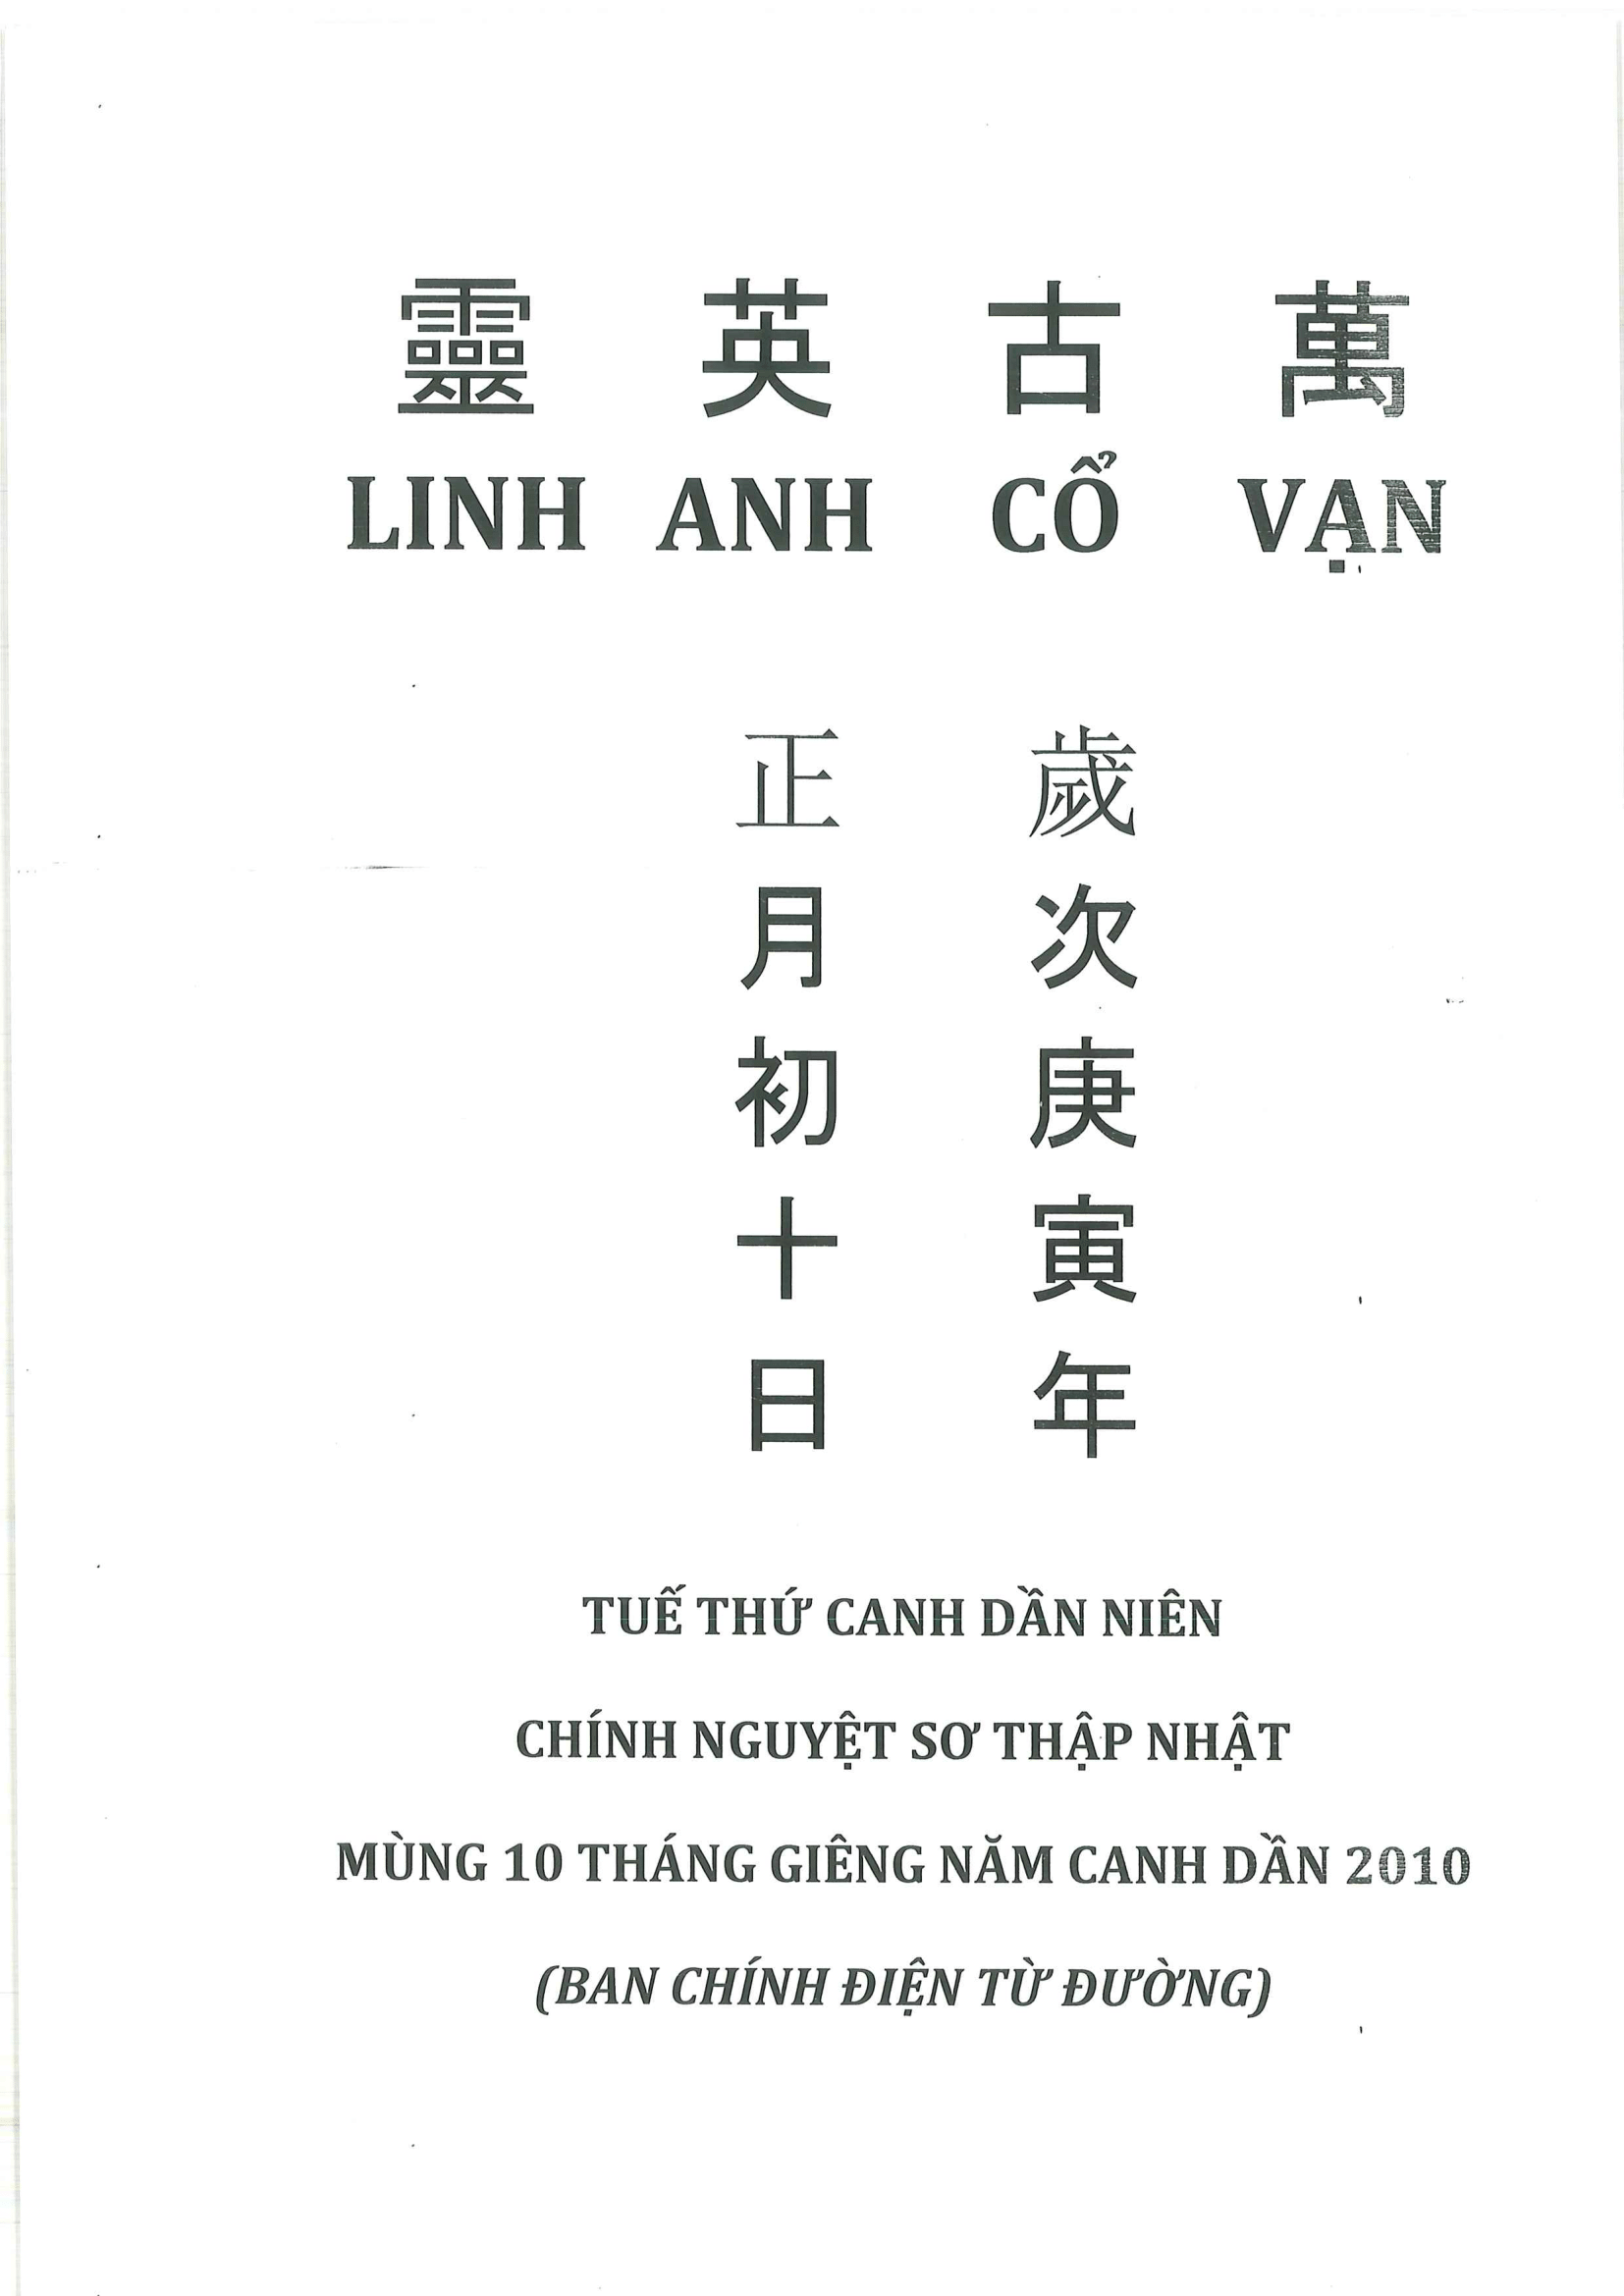 靈 英 古 萬
LINH ANH CỔ VẠN
歲次庚寅年
正月初十日
TUẾ THỨ CANH DẦN NIÊN
CHÍNH NGUYỆT SƠ THẬP NHẬT
MÙNG 10 THÁNG GIÊNG NĂM CANH DẦN 2010
(BAN CHÍNH ĐIỆN TỪ ĐƯỜNG)